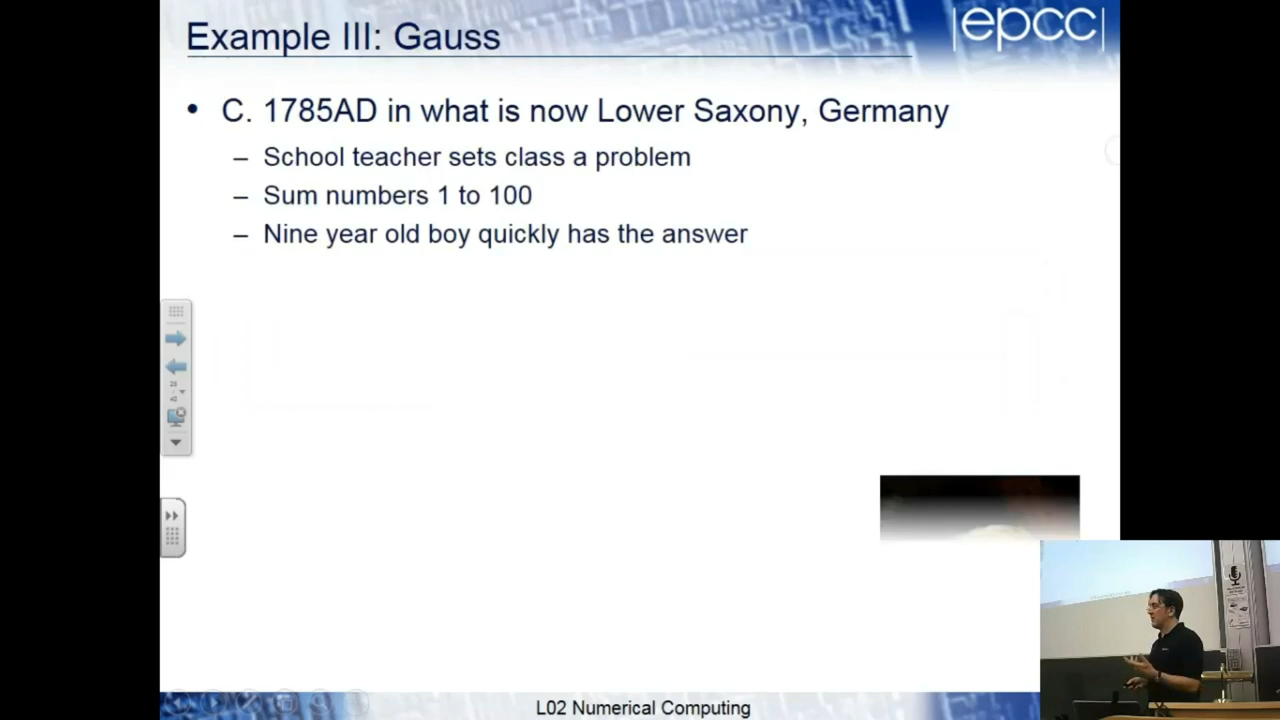 Example III: Gauss
|epcc|
• C. 1785AD in what is now Lower Saxony, Germany
– School teacher sets class a problem
– Sum numbers 1 to 100
– Nine year old boy quickly has the answer
L02 Numerical Computing